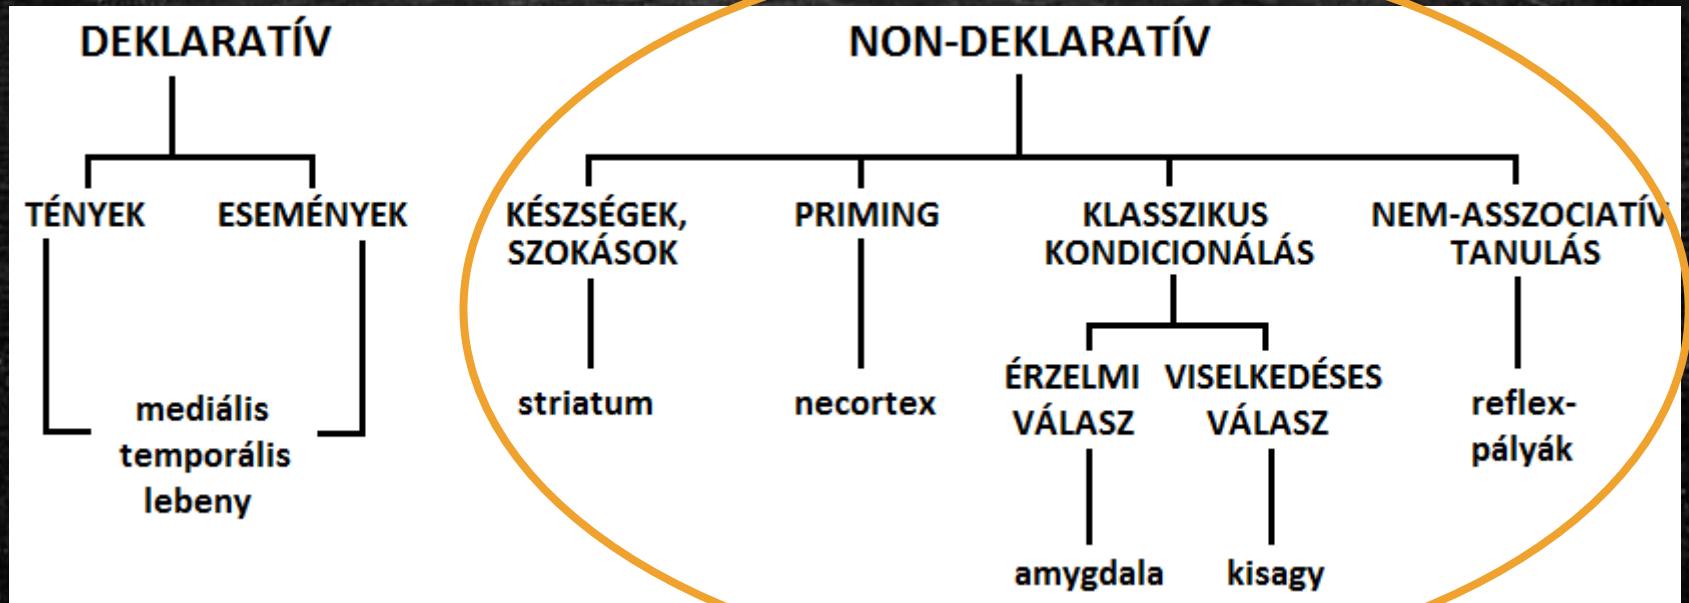 DEKLARATÍV
NON-DEKLARATÍV
TÉNYEK
ESEMÉNYEK
KÉSZSÉGEK,
SZOKÁSOK
PRIMING
KLASSZIKUS
KONDICIONÁLÁS
NEM-ASSZOCIATÍV
TANULÁS
mediális
temporális
lebeny
striatum
necortex
ÉRZELMI
VÁLASZ
VISELKEDÉSES
VÁLASZ
reflex-
pályák
amygdala
kisagy